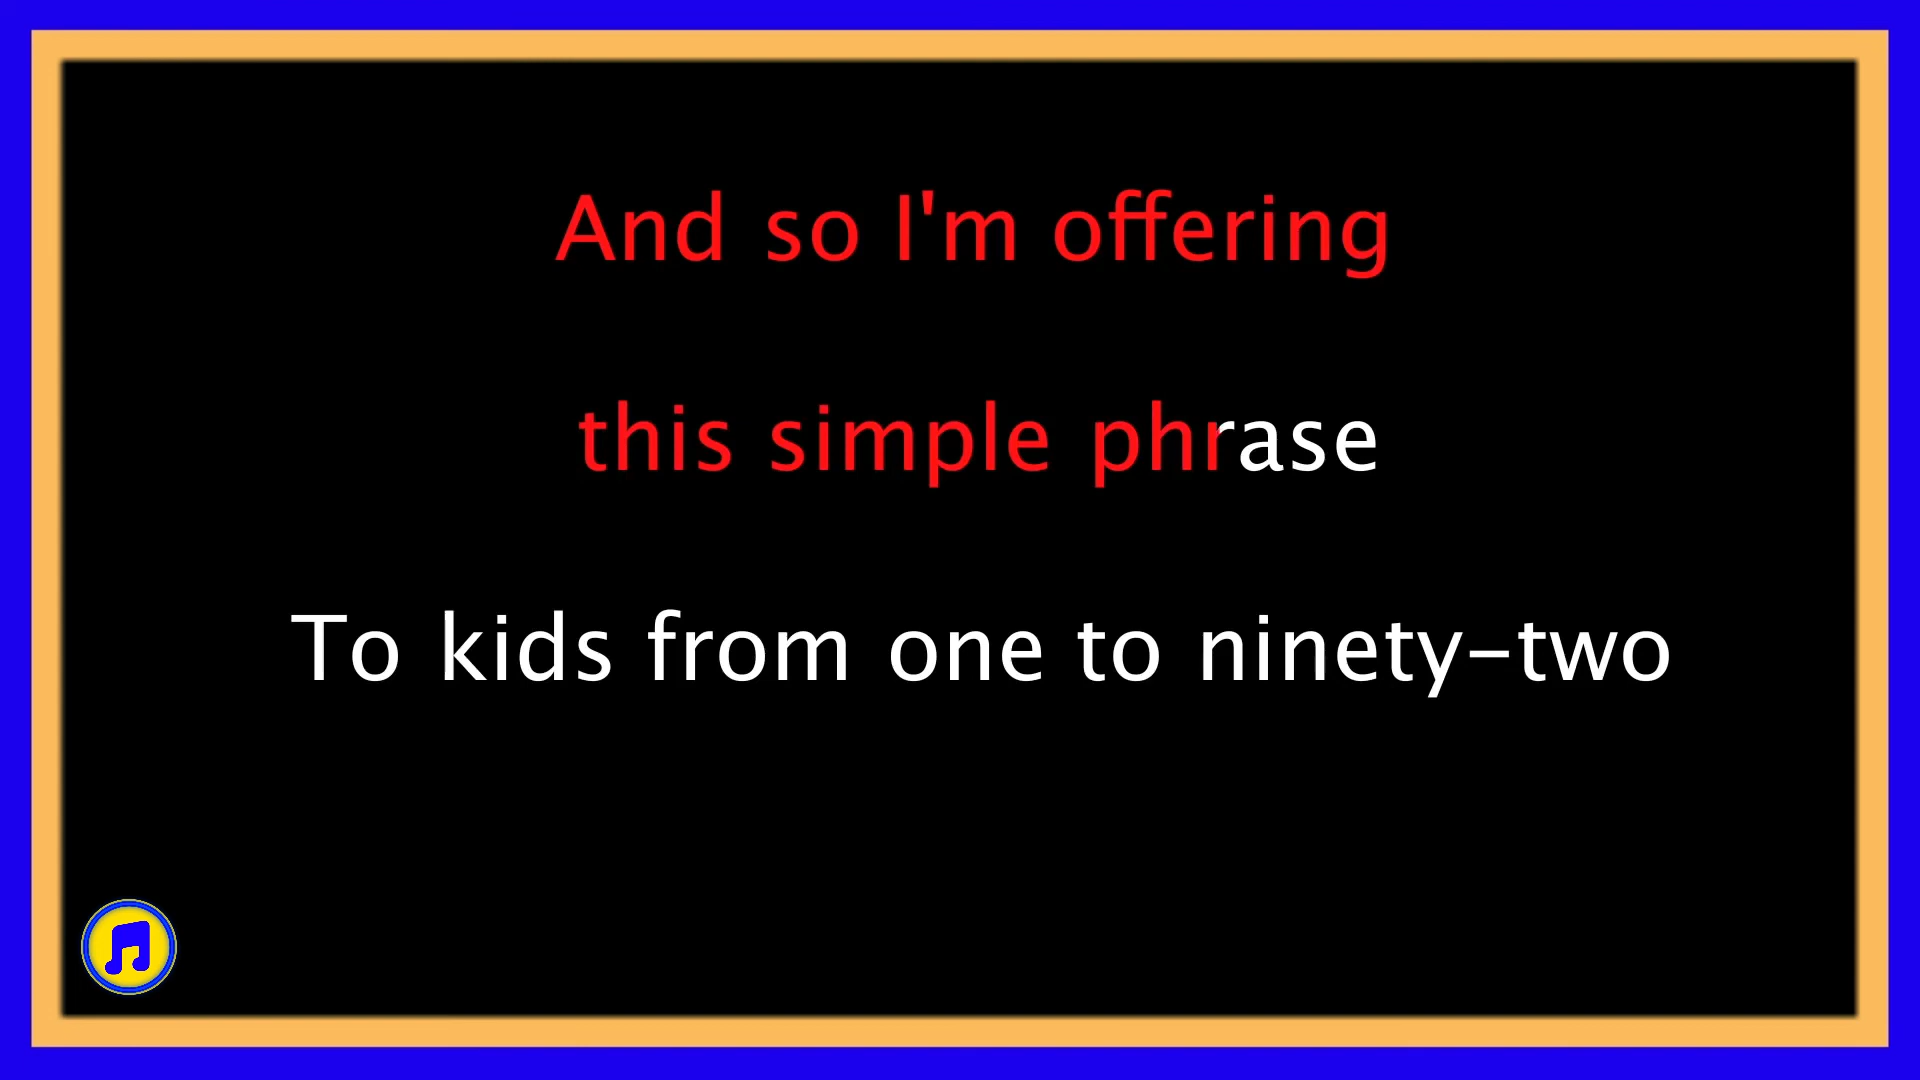 And so I'm offering
this simple phrase
To kids from one to ninety-two